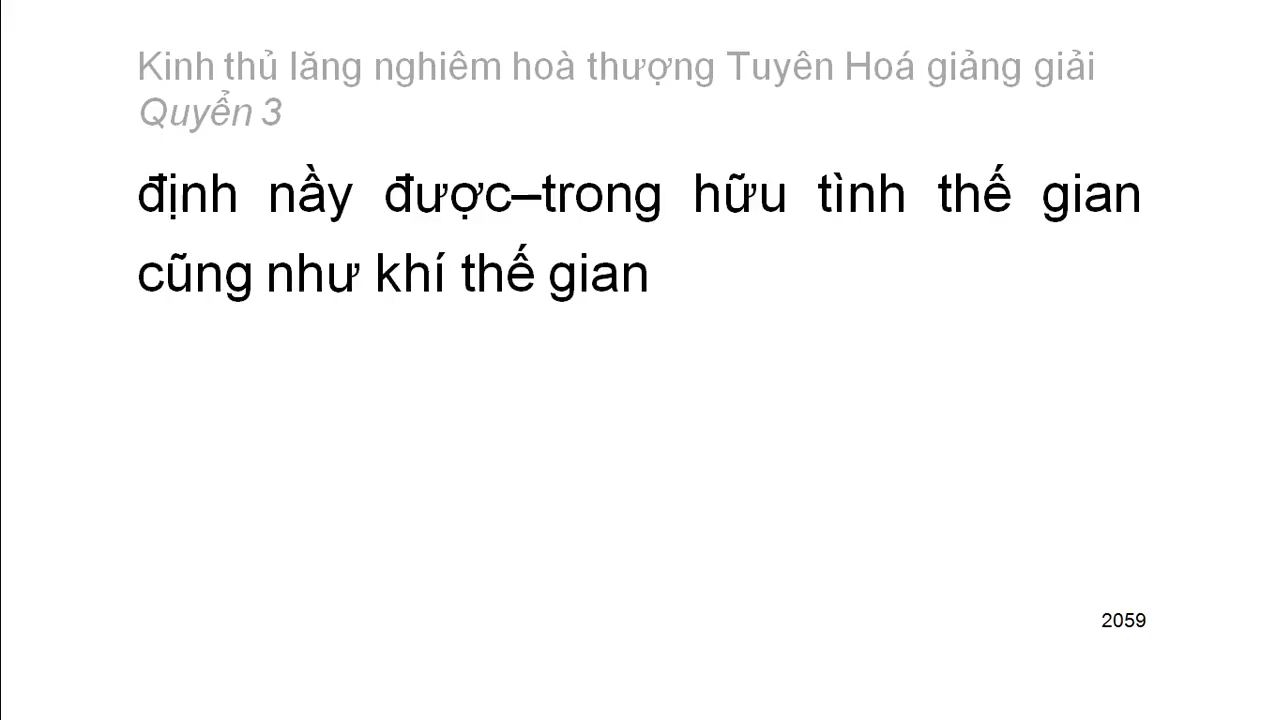 Kinh thủ lăng nghiêm hoà thượng Tuyên Hoá giảng giải
Quyển 3
định nầy được–trong hữu tình thế gian
cũng như khí thế gian
2059